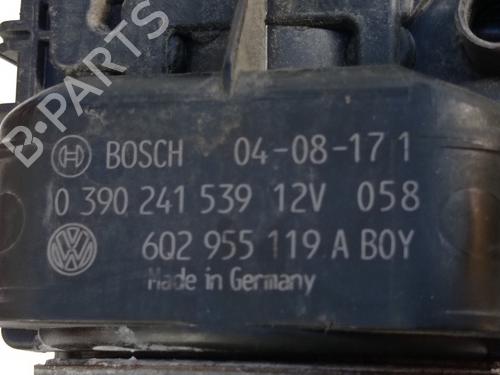 B-PARTS
BOSCH 04-08-17 1
0 390 241 539 12V 058
6Q2 955 119 A BOY
Made in Germany